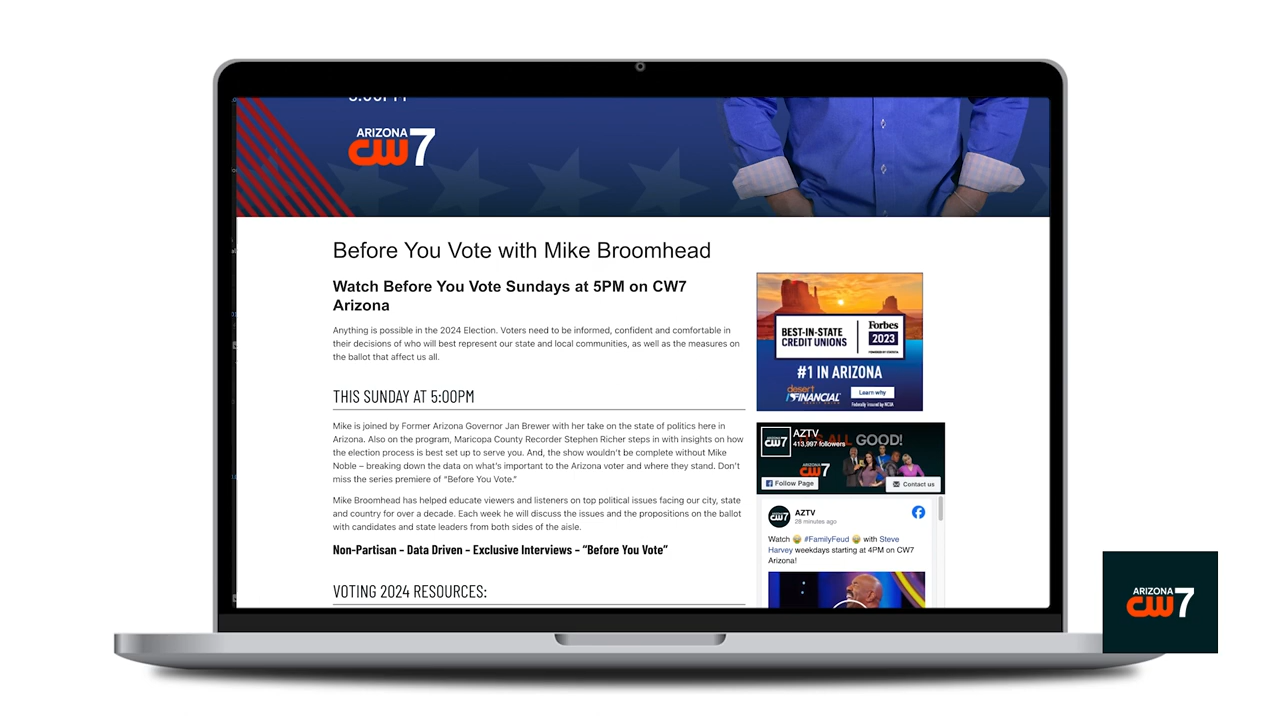 ARIZONA
CW7
Before You Vote with Mike Broomhead
Watch Before You Vote Sundays at 5PM on CW7
Arizona
Anything is possible in the 2024 Election. Voters need to be informed, confident and comfortable in
their decisions of who will best represent our state and local communities, as well as the measures on
the ballot that affect us all.
THIS SUNDAY AT 5:00PM
Mike is joined by Former Arizona Governor Jan Brewer with her take on the state of politics here in
Arizona. Also on the program, Maricopa County Recorder Stephen Richer steps in with insights on how
the election process is best set up to serve you. And, the show wouldn't be complete without Mike
Noble – breaking down the data on what's important to the Arizona voter and where they stand. Don't
miss the series premiere of "Before You Vote."
Mike Broomhead has helped educate viewers and listeners on top political issues facing our city, state
and country for over a decade. Each week he will discuss the issues and the propositions on the ballot
with candidates and state leaders from both sides of the aisle.
Non-Partisan – Data Driven – Exclusive Interviews – "Before You Vote"
VOTING 2024 RESOURCES:
BEST-IN-STATE
CREDIT UNIONS
Forbes
2023
#1 IN ARIZONA
desert
FINANCIAL
Learn why
Federally insured by NCUA
AZTV
413,997 followers
ALL GOOD!
ARIZONA
CW7
Follow Page
Contact us
AZTV
28 minutes ago
Watch #FamilyFeud with Steve
Harvey weekdays starting at 4PM on CW7
Arizona!
ARIZONA
CW7